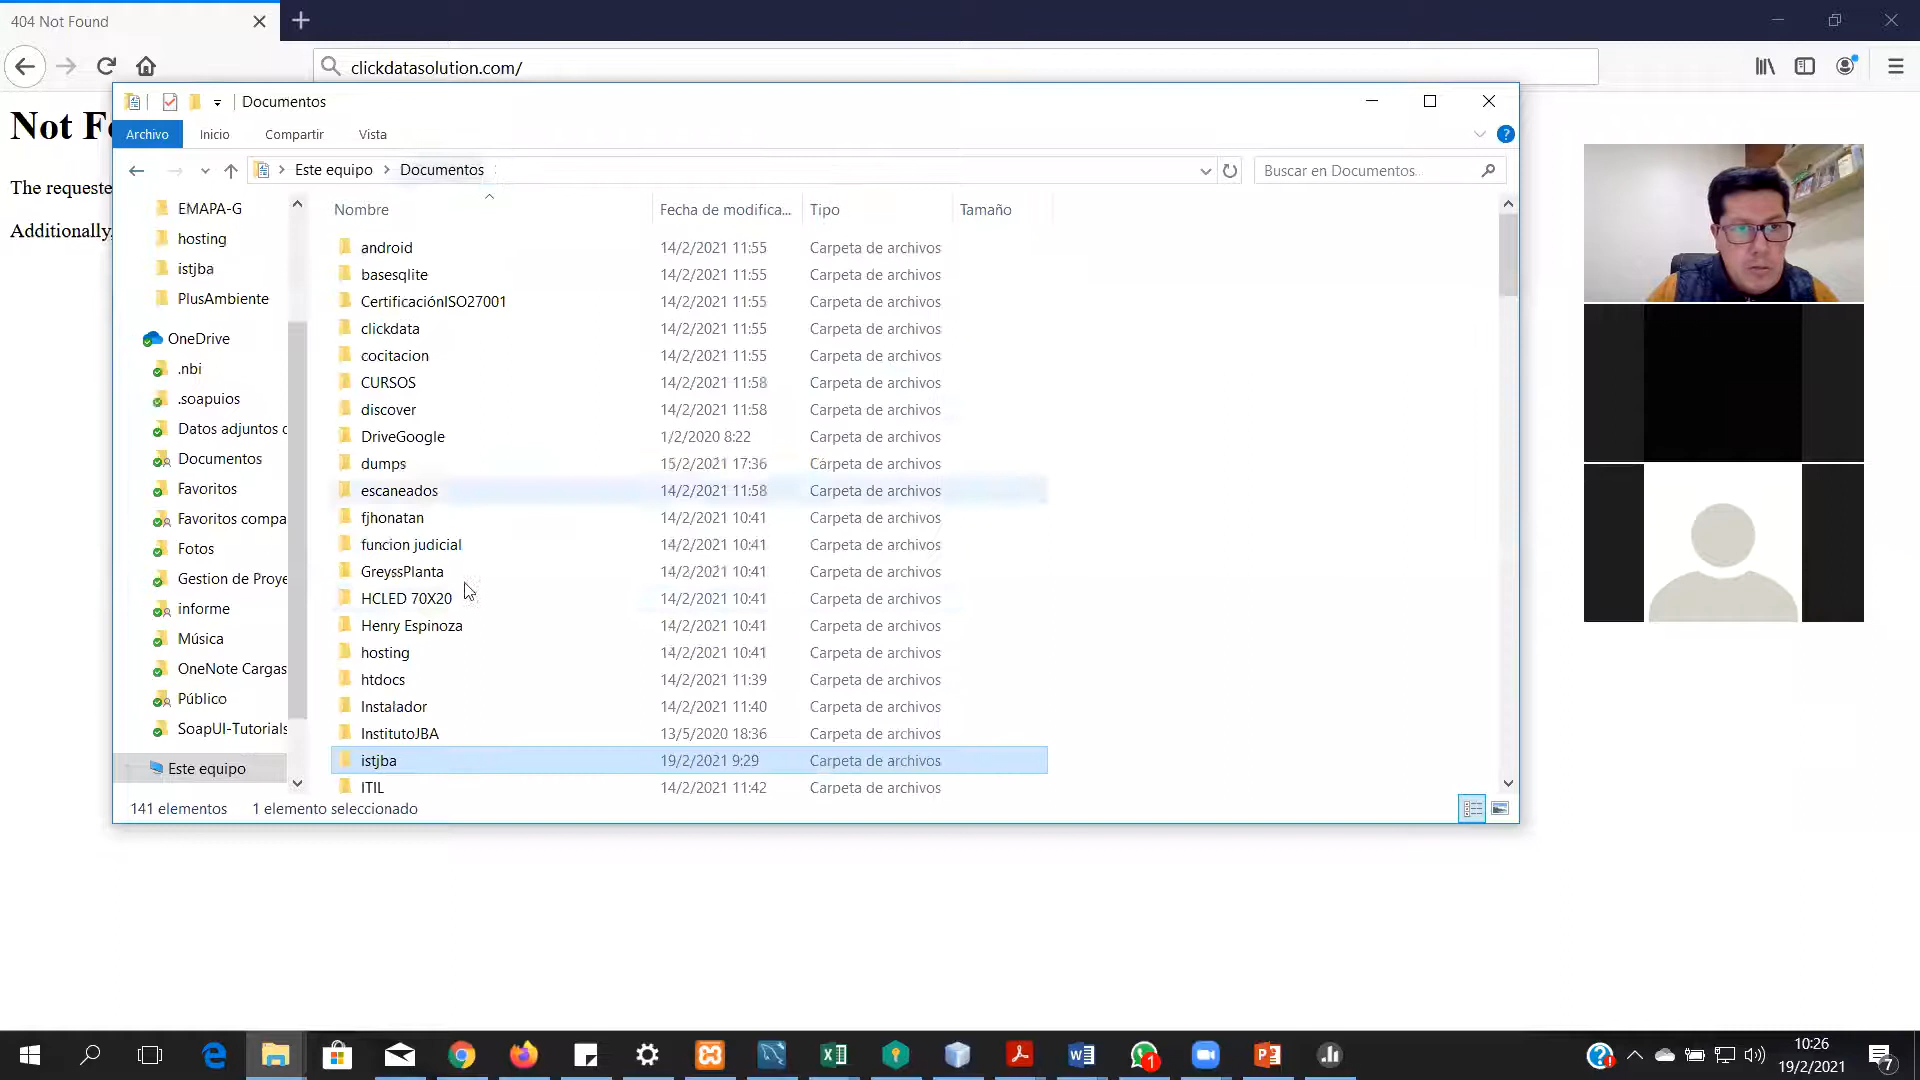 404 Not Found
clickdatasolution.com/
Not F
The requeste
Additionally,
Documentos
Archivo Inicio Compartir Vista
Este equipo > Documentos
Buscar en Documentos
EMAPA-G
hosting
istjba
PlusAmbiente
OneDrive
.nbi
.soapuios
Datos adjuntos
Documentos
Favoritos
Favoritos compa
Fotos
Gestion de Proye
informe
Música
OneNote Cargas
Público
SoapUI-Tutorials
Este equipo
Nombre Fecha de modifica... Tipo Tamaño
android 14/2/2021 11:55 Carpeta de archivos
basesqlite 14/2/2021 11:55 Carpeta de archivos
CertificaciónISO27001 14/2/2021 11:55 Carpeta de archivos
clickdata 14/2/2021 11:55 Carpeta de archivos
cocitacion 14/2/2021 11:55 Carpeta de archivos
CURSOS 14/2/2021 11:58 Carpeta de archivos
discover 14/2/2021 11:58 Carpeta de archivos
DriveGoogle 1/2/2020 8:22 Carpeta de archivos
dumps 15/2/2021 17:36 Carpeta de archivos
escaneados 14/2/2021 11:58 Carpeta de archivos
fjhonatan 14/2/2021 10:41 Carpeta de archivos
funcion judicial 14/2/2021 10:41 Carpeta de archivos
GreyssPlanta 14/2/2021 10:41 Carpeta de archivos
HCLED 70X20 14/2/2021 10:41 Carpeta de archivos
Henry Espinoza 14/2/2021 10:41 Carpeta de archivos
hosting 14/2/2021 10:41 Carpeta de archivos
htdocs 14/2/2021 11:39 Carpeta de archivos
Instalador 14/2/2021 11:40 Carpeta de archivos
InstitutoJBA 13/5/2020 18:36 Carpeta de archivos
istjba 19/2/2021 9:29 Carpeta de archivos
ITIL 14/2/2021 11:42 Carpeta de archivos
141 elementos 1 elemento seleccionado
10:26
19/2/2021
1
7